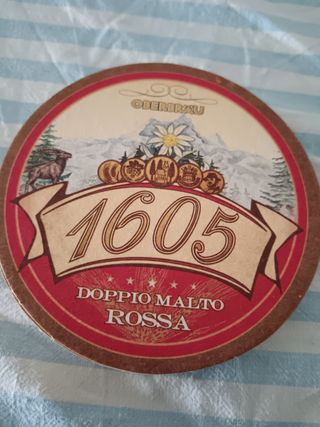 OBERBRÄU
1605
DOPPIO MALTO
ROSSA